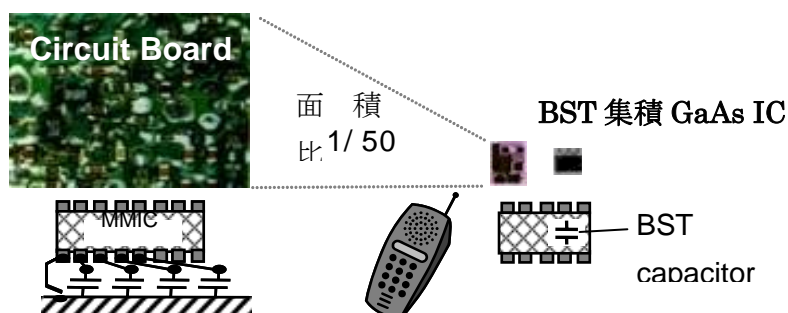 Circuit Board
面 積
比 1/ 50
BST 集積 GaAs IC
MMIC
BST
capacitor